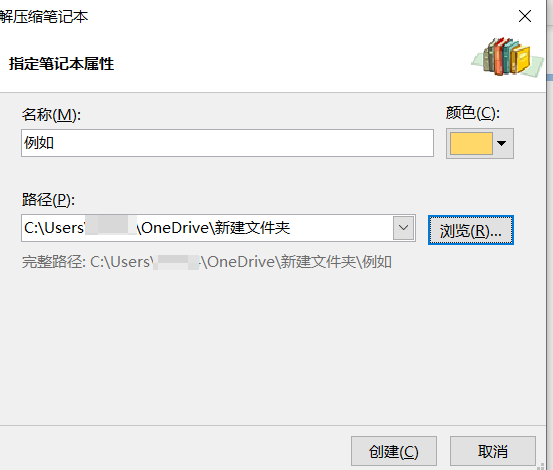 解压缩笔记本
指定笔记本属性
名称(M):
颜色(C):
例如
路径(P):
C:\Users\ \OneDrive\新建文件夹
浏览(R)...
完整路径: C:\Users\ \OneDrive\新建文件夹\例如
创建(C)
取消